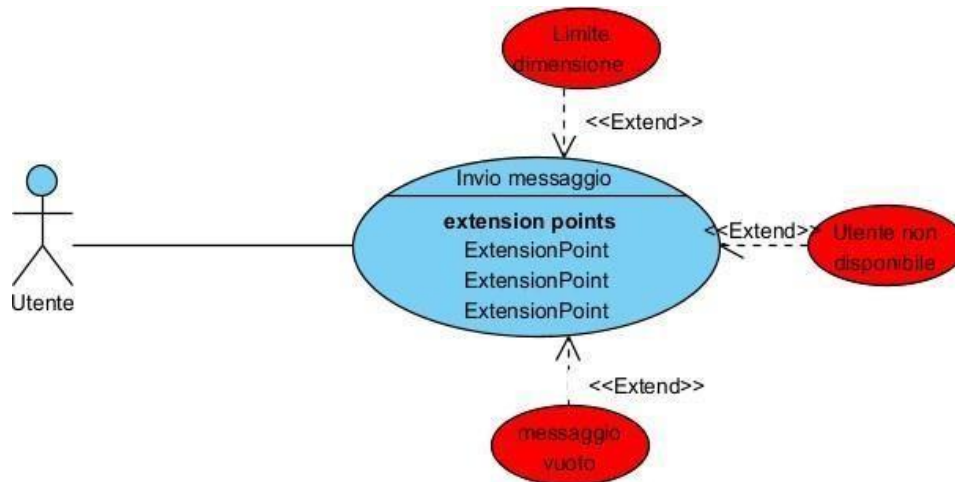 Limite
dimensione
<<Extend>>
Invio messaggio
extension points
ExtensionPoint
ExtensionPoint
ExtensionPoint
<<Extend>>
Utente non
disponibile
Utente
<<Extend>>
messaggio
vuoto